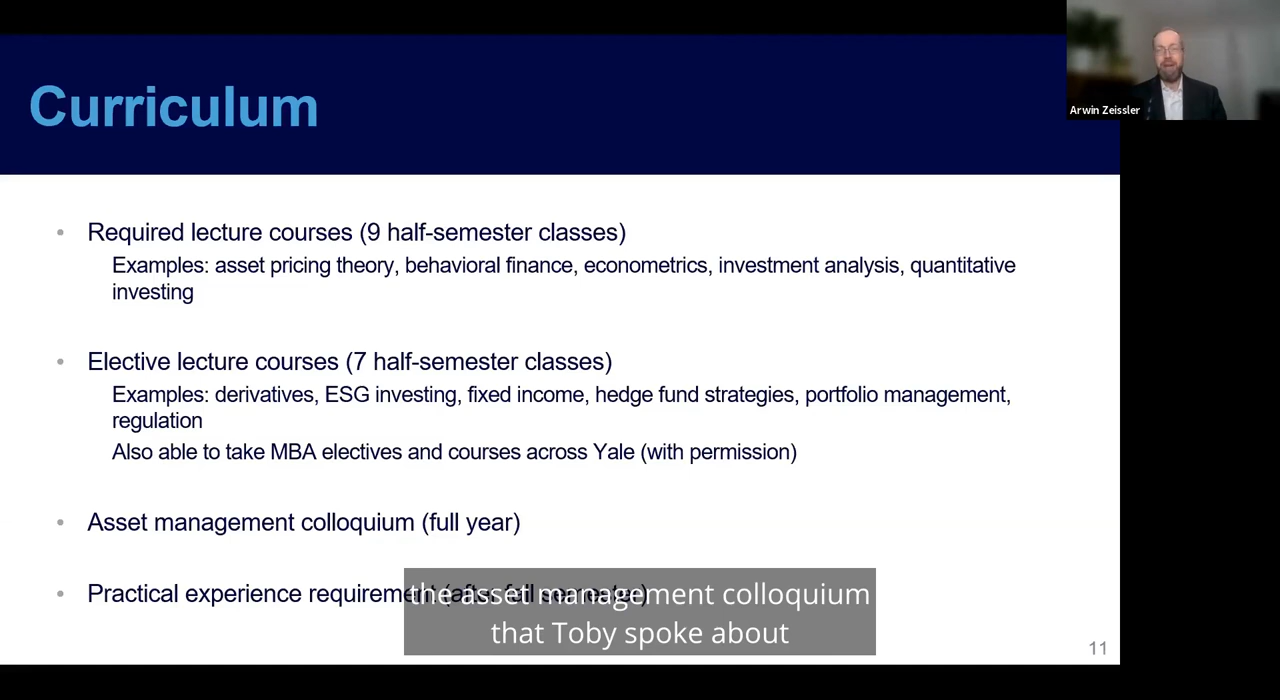 Curriculum
Arwin Zeissler
• Required lecture courses (9 half-semester classes)
Examples: asset pricing theory, behavioral finance, econometrics, investment analysis, quantitative
investing
• Elective lecture courses (7 half-semester classes)
Examples: derivatives, ESG investing, fixed income, hedge fund strategies, portfolio management,
regulation
Also able to take MBA electives and courses across Yale (with permission)
• Asset management colloquium (full year)
• Practical experience requirement (after fall semester)
the asset management colloquium
that Toby spoke about
11